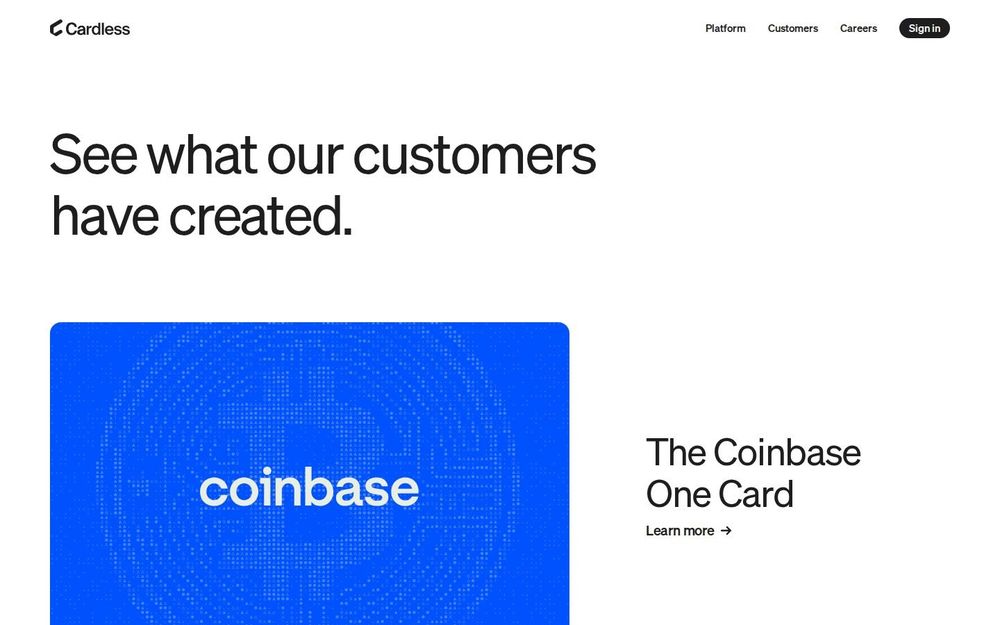 Cardless
Platform
Customers
Careers
Sign in
See what our customers
have created.
coinbase
The Coinbase
One Card
Learn more →